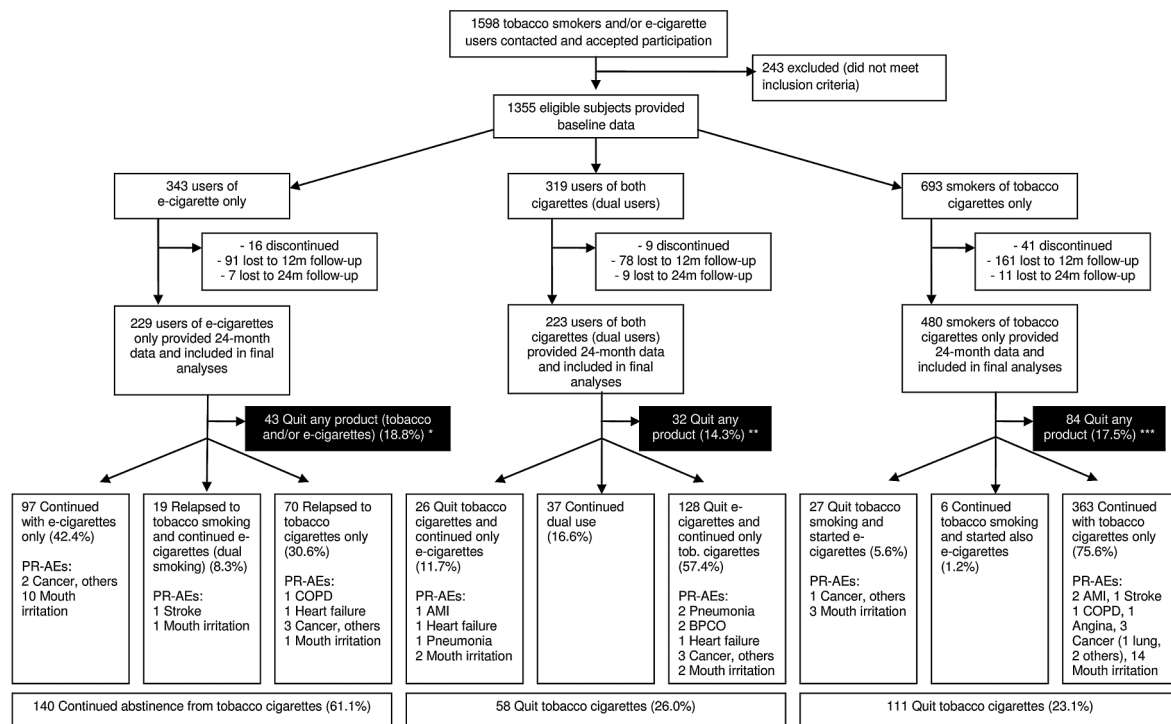 1598 tobacco smokers and/or e-cigarette
users contacted and accepted participation
243 excluded (did not meet
inclusion criteria)
1355 eligible subjects provided
baseline data
343 users of
e-cigarette only
319 users of both
cigarettes (dual users)
693 smokers of tobacco
cigarettes only
- 16 discontinued
- 91 lost to 12m follow-up
- 7 lost to 24m follow-up
- 9 discontinued
- 78 lost to 12m follow-up
- 9 lost to 24m follow-up
- 41 discontinued
- 161 lost to 12m follow-up
- 11 lost to 24m follow-up
229 users of e-cigarettes
only provided 24-month
data and included in final
analyses
223 users of both
cigarettes (dual users)
provided 24-month data
and included in final
analyses
480 smokers of tobacco
cigarettes only provided
24-month data and
included in final analyses
43 Quit any product (tobacco
and/or e-cigarettes) (18.8%) *
32 Quit any
product (14.3%) **
84 Quit any
product (17.5%) ***
97 Continued
with e-cigarettes
only (42.4%)
PR-AEs:
2 Cancer, others
10 Mouth
irritation
19 Relapsed to
tobacco smoking
and continued e-
cigarettes (dual
smoking) (8.3%)
PR-AEs:
1 Stroke
1 Mouth irritation
70 Relapsed to
tobacco
cigarettes only
(30.6%)
PR-AEs:
1 COPD
1 Heart failure
3 Cancer, others
1 Mouth irritation
26 Quit tobacco
cigarettes and
continued only
e-cigarettes
(11.7%)
PR-AEs:
1 AMI
1 Heart failure
1 Pneumonia
2 Mouth irritation
37 Continued
dual use
(16.6%)
128 Quit e-
cigarettes and
continued only
tob. cigarettes
(57.4%)
PR-AEs:
2 Pneumonia
2 BPCO
1 Heart failure
3 Cancer, others
2 Mouth irritation
27 Quit tobacco
smoking and
started e-
cigarettes (5.6%)
PR-AEs:
1 Cancer, others
3 Mouth irritation
6 Continued
tobacco smoking
and started also
e-cigarettes
(1.2%)
363 Continued
with tobacco
cigarettes only
(75.6%)
PR-AEs:
2 AMI, 1 Stroke
1 COPD, 1
Angina, 3
Cancer (1 lung,
2 others), 14
Mouth irritation
140 Continued abstinence from tobacco cigarettes (61.1%)
58 Quit tobacco cigarettes (26.0%)
111 Quit tobacco cigarettes (23.1%)